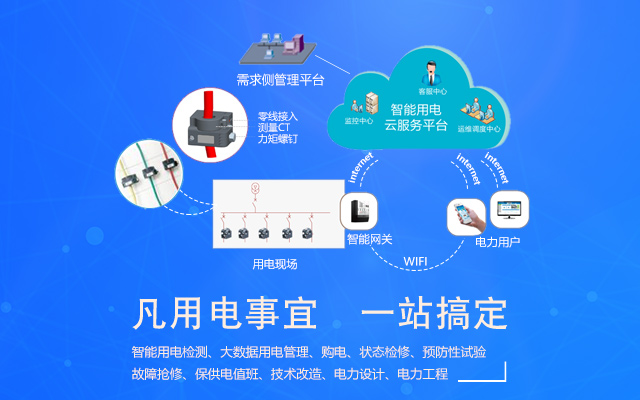 需求侧管理平台
客服中心
监控中心
智能用电
云服务平台
运维调度中心
零线接入
测量CT
力矩螺钉
internet
internet
internet
智能网关
电力用户
用电现场
WIFI
凡用电事宜 一站搞定
智能用电检测、大数据用电管理、购电、状态检修、预防性试验
故障抢修、保供电值班、技术改造、电力设计、电力工程